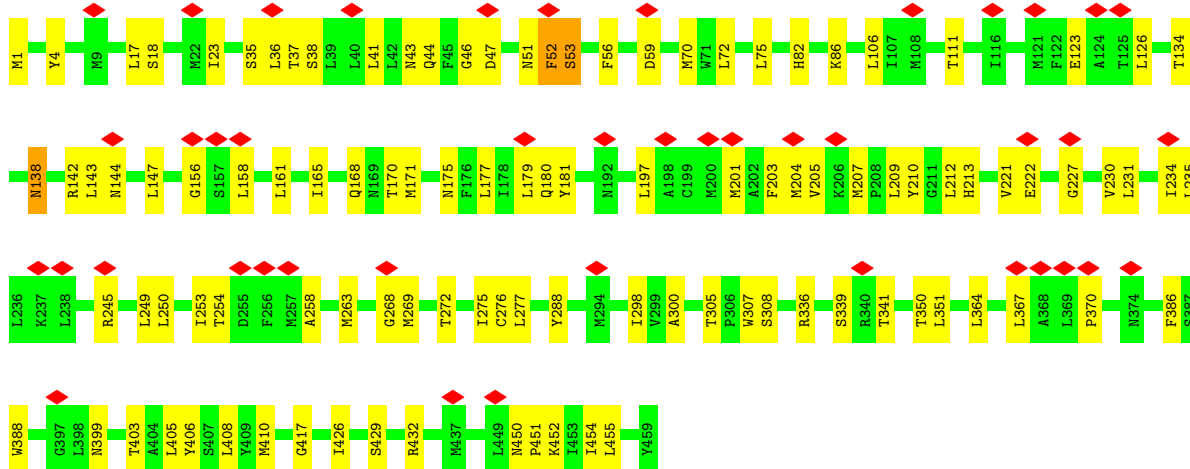 M1 Y4 M9 L17 S18 M22 I23 S35 L36 T37 S38 L39 L40 L41 L42 N43 Q44 F45 G46 D47 N51 F52 S53 F56 D59 M70 W71 L72 L75 H82 K86 L106 I107 M108 T111 I116 M121 F122 E123 A124 T125 L126 T134
N138 R142 L143 N144 L147 G156 S157 L158 L161 I165 Q168 N169 T170 M171 N175 F176 L177 I178 L179 Q180 Y181 N192 L197 A198 C199 M200 M201 A202 F203 M204 V205 K206 M207 P208 L209 Y210 G211 L212 H213 V221 E222 G227 V230 L231 I234 L235
L236 K237 L238 R245 L249 L250 I253 T254 D255 F256 M257 A258 M263 G268 M269 T272 I275 C276 L277 Y288 M294 I298 V299 A300 T305 P306 W307 S308 R336 S339 R340 T341 T350 L351 L364 L367 A368 L369 P370 N374 F386 S387
W388 G397 L398 N399 T403 A404 L405 Y406 S407 L408 Y409 M410 G417 I426 S429 R432 M437 L449 N450 P451 K452 I453 I454 L455 Y459